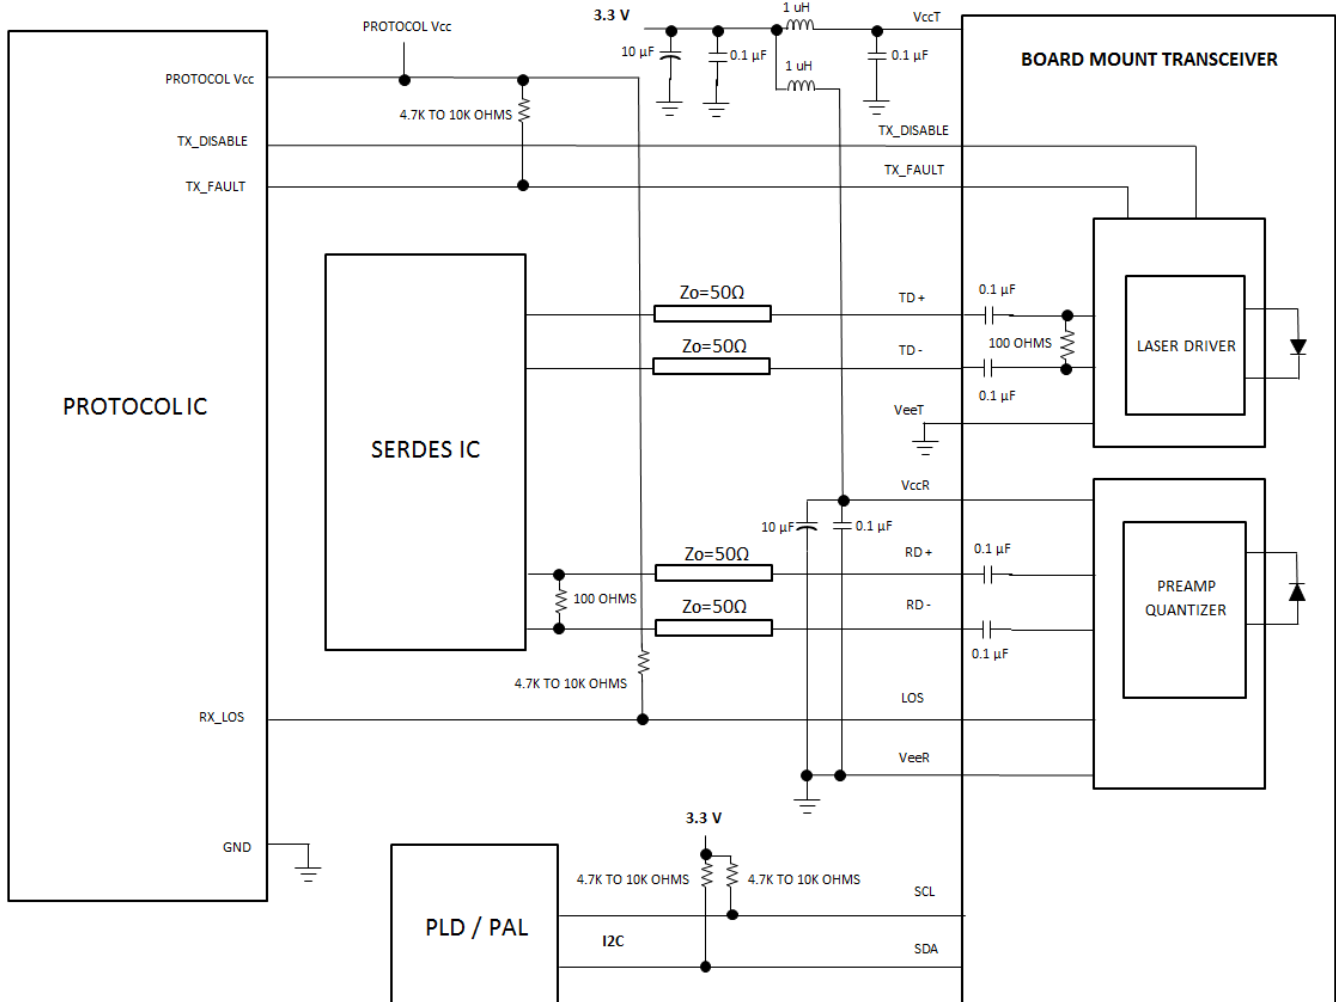 1 uH
3.3 V
VccT
PROTOCOL Vcc
10 µF
0.1 µF
0.1 µF
BOARD MOUNT TRANSCEIVER
1 uH
PROTOCOL Vcc
4.7K TO 10K OHMS
TX_DISABLE
TX_DISABLE
TX_FAULT
TX_FAULT
Zo=50Ω
TD +
0.1 µF
Zo=50Ω
TD -
100 OHMS
LASER DRIVER
0.1 µF
PROTOCOL IC
VeeT
SERDES IC
VccR
10 µF
0.1 µF
Zo=50Ω
RD +
0.1 µF
100 OHMS
Zo=50Ω
RD -
PREAMP
QUANTIZER
0.1 µF
4.7K TO 10K OHMS
LOS
RX_LOS
VeeR
3.3 V
GND
4.7K TO 10K OHMS
4.7K TO 10K OHMS
SCL
PLD / PAL
I2C
SDA